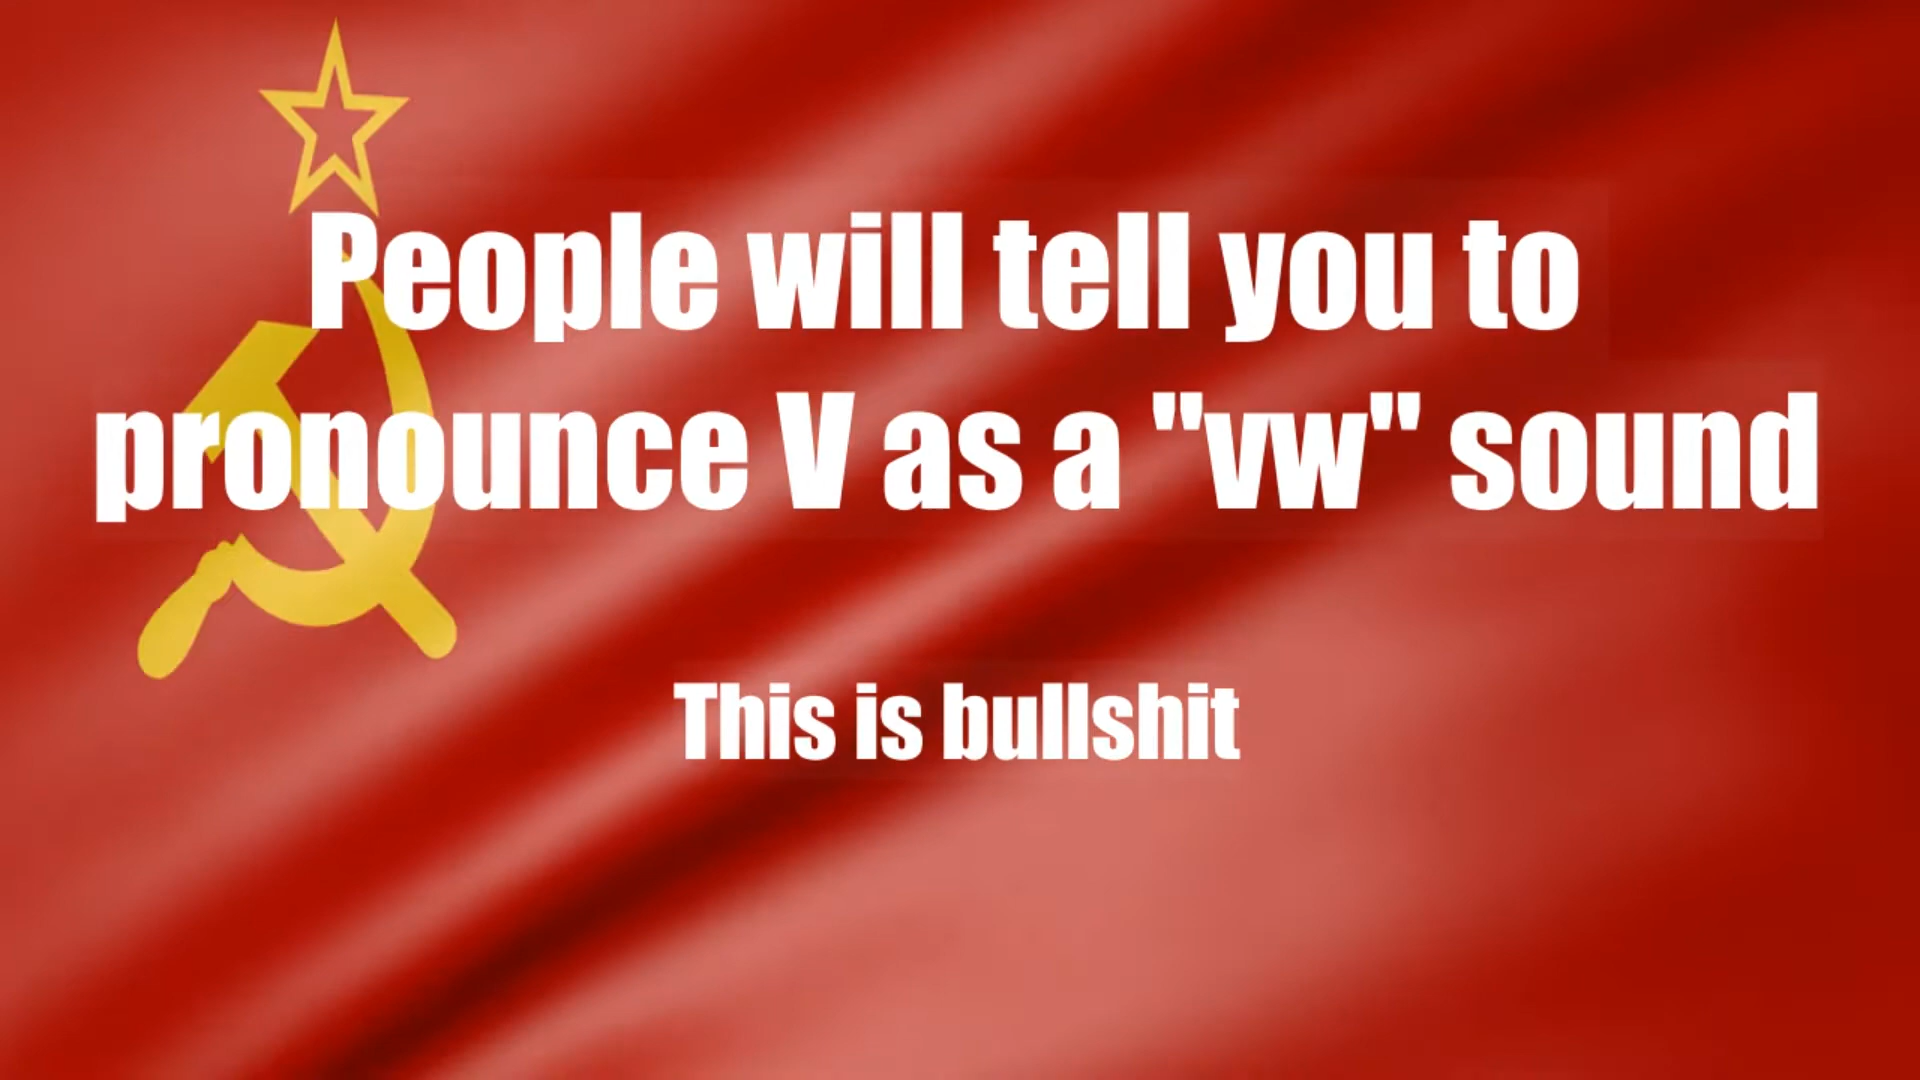 People will tell you to
pronounce V as a "vw" sound
This is bullshit